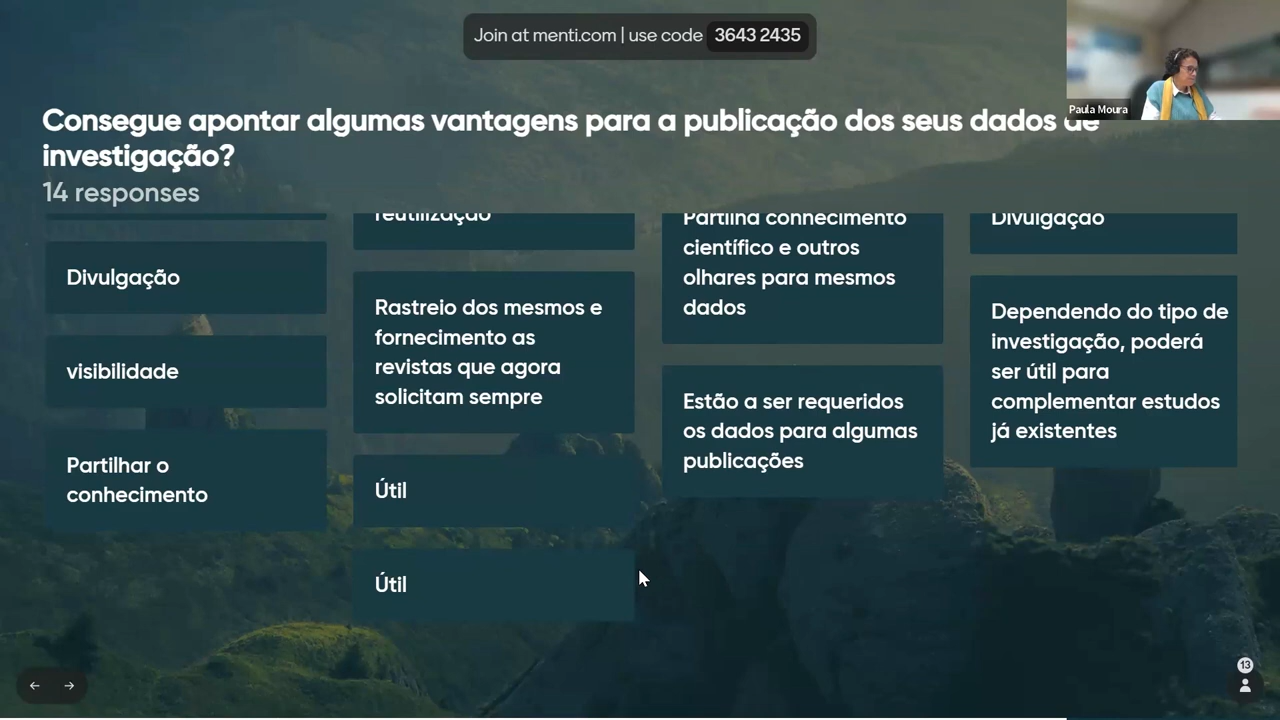 Join at menti.com | use code 3643 2435
Paula Moura
Consegue apontar algumas vantagens para a publicação dos seus dados de
investigação?
14 responses
Divulgação
visibilidade
Partilhar o
conhecimento
reutilização
Rastreio dos mesmos e
fornecimento as
revistas que agora
solicitam sempre
Útil
Útil
Partilha conhecimento
científico e outros
olhares para mesmos
dados
Estão a ser requeridos
os dados para algumas
publicações
Divulgação
Dependendo do tipo de
investigação, poderá
ser útil para
complementar estudos
já existentes
13